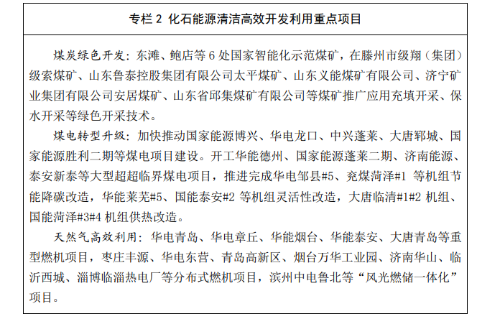 专栏 2 化石能源清洁高效开发利用重点项目
煤炭绿色开发：东滩、鲍店等 6 处国家智能化示范煤矿，在滕州市级翔（集团）
级索煤矿、山东鲁泰控股集团有限公司太平煤矿、山东义能煤矿有限公司、济宁矿
业集团有限公司安居煤矿、山东省邱集煤矿有限公司等煤矿推广应用充填开采、保
水开采等绿色开采技术。
煤电转型升级：加快推动国家能源博兴、华电龙口、中兴蓬莱、大唐郓城、国
家能源胜利二期等煤电项目建设。开工华能德州、国家能源蓬莱二期、济南能源、
泰安新泰等大型超超临界煤电项目，推进完成华电邹县#5、兖煤菏泽#1 等机组节
能降碳改造，华能莱芜#5、国能泰安#2 等机组灵活性改造，大唐临清#1#2 机组、
国能菏泽#3#4 机组供热改造。
天然气高效利用：华电青岛、华电章丘、华能烟台、华能泰安、大唐青岛等重
型燃机项目，枣庄丰源、华电东营、青岛高新区、烟台万华工业园、济南华山、临
沂西城、淄博临淄热电厂等分布式燃机项目，滨州中电鲁北等“风光燃储一体化”
项目。